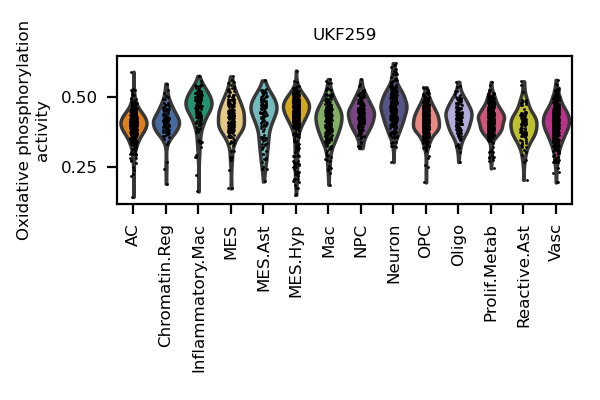 UKF259
Oxidative phosphorylation
activity
0.50
0.25
AC
Chromatin.Reg
Inflammatory.Mac
MES
MES.Ast
MES.Hyp
Mac
NPC
Neuron
OPC
Oligo
Prolif.Metab
Reactive.Ast
Vasc